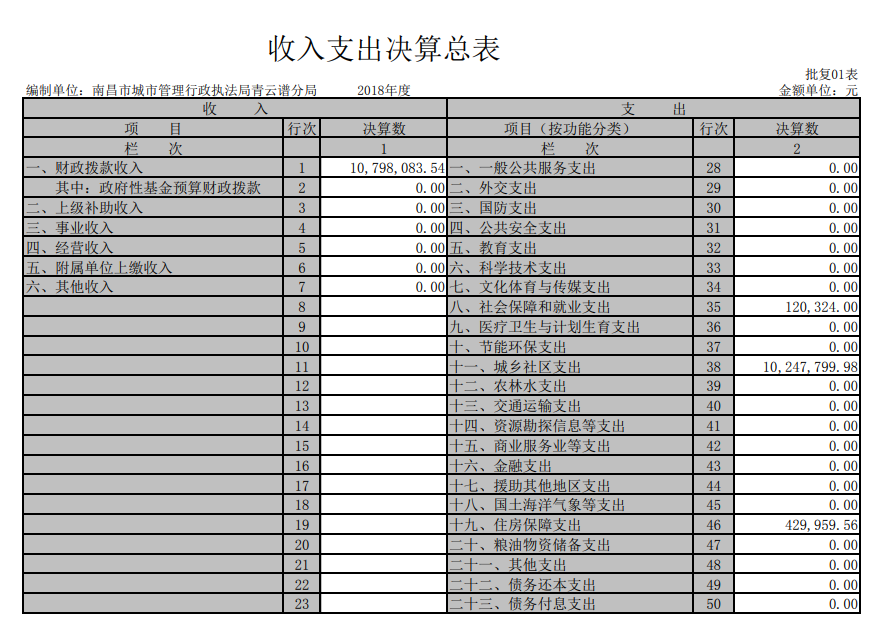 收入支出决算总表
批复01表
编制单位：南昌市城市管理行政执法局青云谱分局 2018年度 金额单位：元
收 入 支 出
项 目 行次 决算数 项目（按功能分类） 行次 决算数
栏 次 1 栏 次 2
一、财政拨款收入 1 10,798,083.54 一、一般公共服务支出 28 0.00
其中：政府性基金预算财政拨款 2 0.00 二、外交支出 29 0.00
二、上级补助收入 3 0.00 三、国防支出 30 0.00
三、事业收入 4 0.00 四、公共安全支出 31 0.00
四、经营收入 5 0.00 五、教育支出 32 0.00
五、附属单位上缴收入 6 0.00 六、科学技术支出 33 0.00
六、其他收入 7 0.00 七、文化体育与传媒支出 34 0.00
8 八、社会保障和就业支出 35 120,324.00
9 九、医疗卫生与计划生育支出 36 0.00
10 十、节能环保支出 37 0.00
11 十一、城乡社区支出 38 10,247,799.98
12 十二、农林水支出 39 0.00
13 十三、交通运输支出 40 0.00
14 十四、资源勘探信息等支出 41 0.00
15 十五、商业服务业等支出 42 0.00
16 十六、金融支出 43 0.00
17 十七、援助其他地区支出 44 0.00
18 十八、国土海洋气象等支出 45 0.00
19 十九、住房保障支出 46 429,959.56
20 二十、粮油物资储备支出 47 0.00
21 二十一、其他支出 48 0.00
22 二十二、债务还本支出 49 0.00
23 二十三、债务付息支出 50 0.00